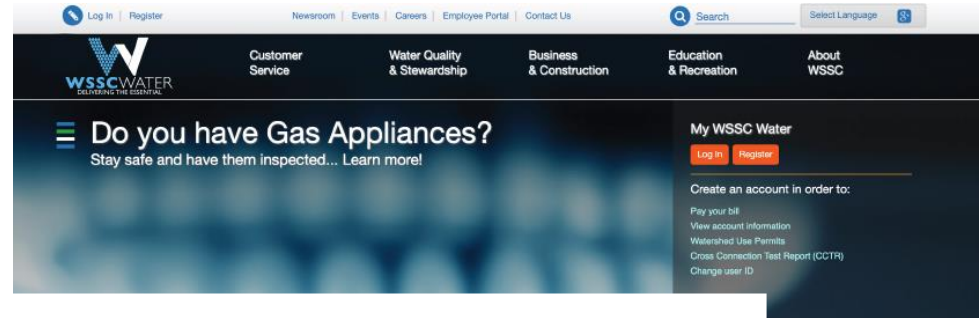 Log In | Register
Newsroom | Events | Careers | Employee Portal | Contact Us
Search
Select Language
WSSCWATER
DELIVERING THE ESSENTIAL
Customer
Service
Water Quality
& Stewardship
Business
& Construction
Education
& Recreation
About
WSSC
Do you have Gas Appliances?
Stay safe and have them inspected... Learn more!
My WSSC Water
Log In
Register
Create an account in order to:
Pay your bill
View account information
Watershed Use Permits
Cross Connection Test Report (CCTR)
Change user ID